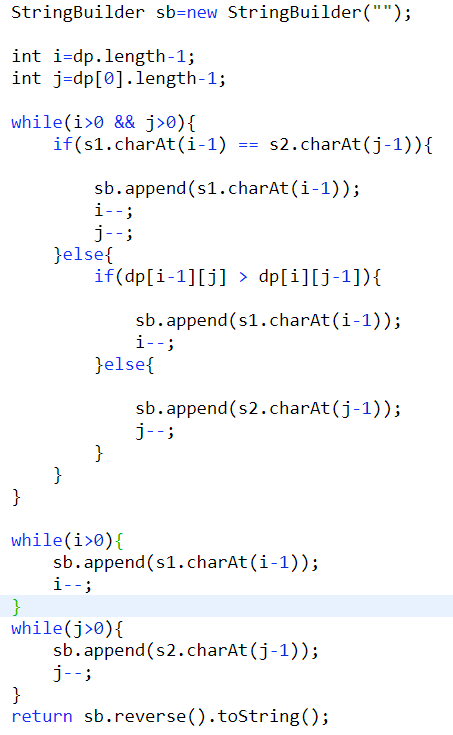 StringBuilder sb=new StringBuilder("");
int i=dp.length-1;
int j=dp[0].length-1;
while(i>0 && j>0){
if(s1.charAt(i-1) == s2.charAt(j-1)){
sb.append(s1.charAt(i-1));
i--;
j--;
}else{
if(dp[i-1][j] > dp[i][j-1]){
sb.append(s1.charAt(i-1));
i--;
}else{
sb.append(s2.charAt(j-1));
j--;
}
}
}
while(i>0){
sb.append(s1.charAt(i-1));
i--;
}
while(j>0){
sb.append(s2.charAt(j-1));
j--;
}
return sb.reverse().toString();